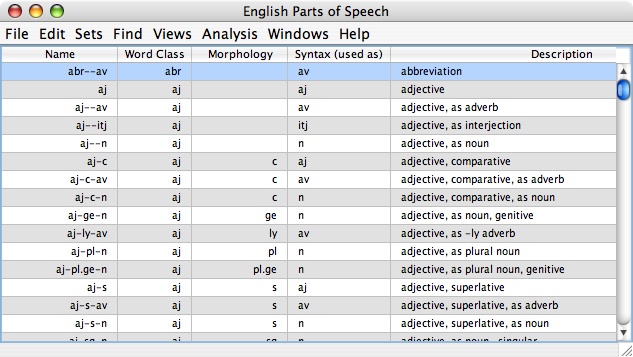 English Parts of Speech
File Edit Sets Find Views Analysis Windows Help
Name Word Class Morphology Syntax (used as) Description
abr--av abr av abbreviation
aj aj aj adjective
aj--av aj av adjective, as adverb
aj--itj aj itj adjective, as interjection
aj--n aj n adjective, as noun
aj-c aj c aj adjective, comparative
aj-c-av aj c av adjective, comparative, as adverb
aj-c-n aj c n adjective, comparative, as noun
aj-ge-n aj ge n adjective, as noun, genitive
aj-ly-av aj ly av adjective, as -ly adverb
aj-pl-n aj pl n adjective, as plural noun
aj-pl.ge-n aj pl.ge n adjective, as plural noun, genitive
aj-s aj s aj adjective, superlative
aj-s-av aj s av adjective, superlative, as adverb
aj-s-n aj s n adjective, superlative, as noun
aj-sg-n aj sg n adjective, as noun, singular